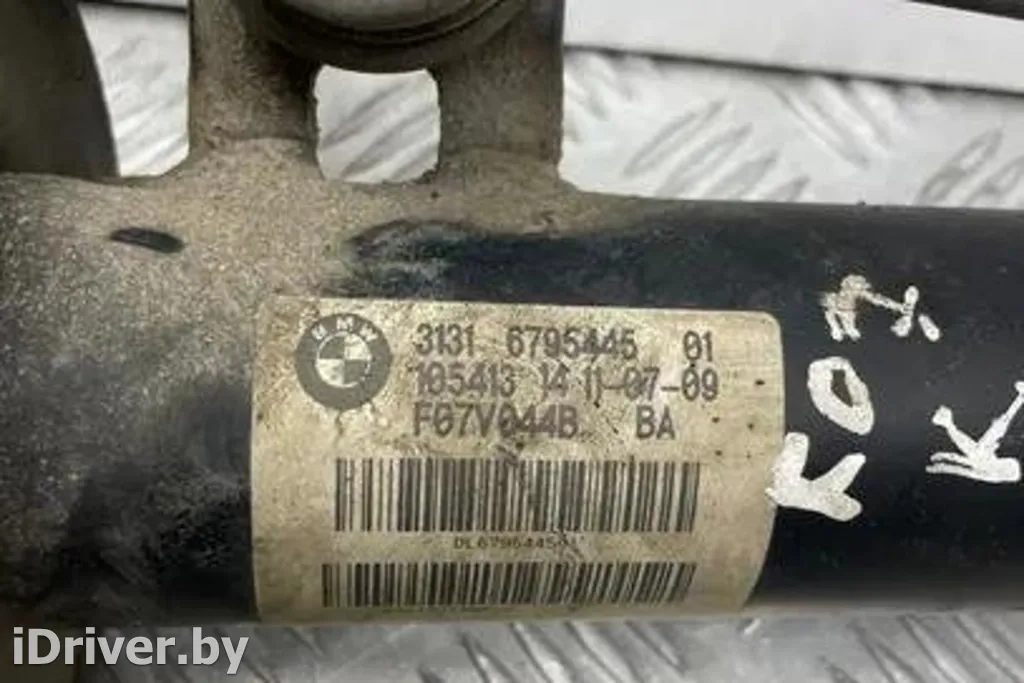 BMW
3131 6795445 01
105413 14 11-07-09
F07V044B BA
DL679544501
iDriver.by